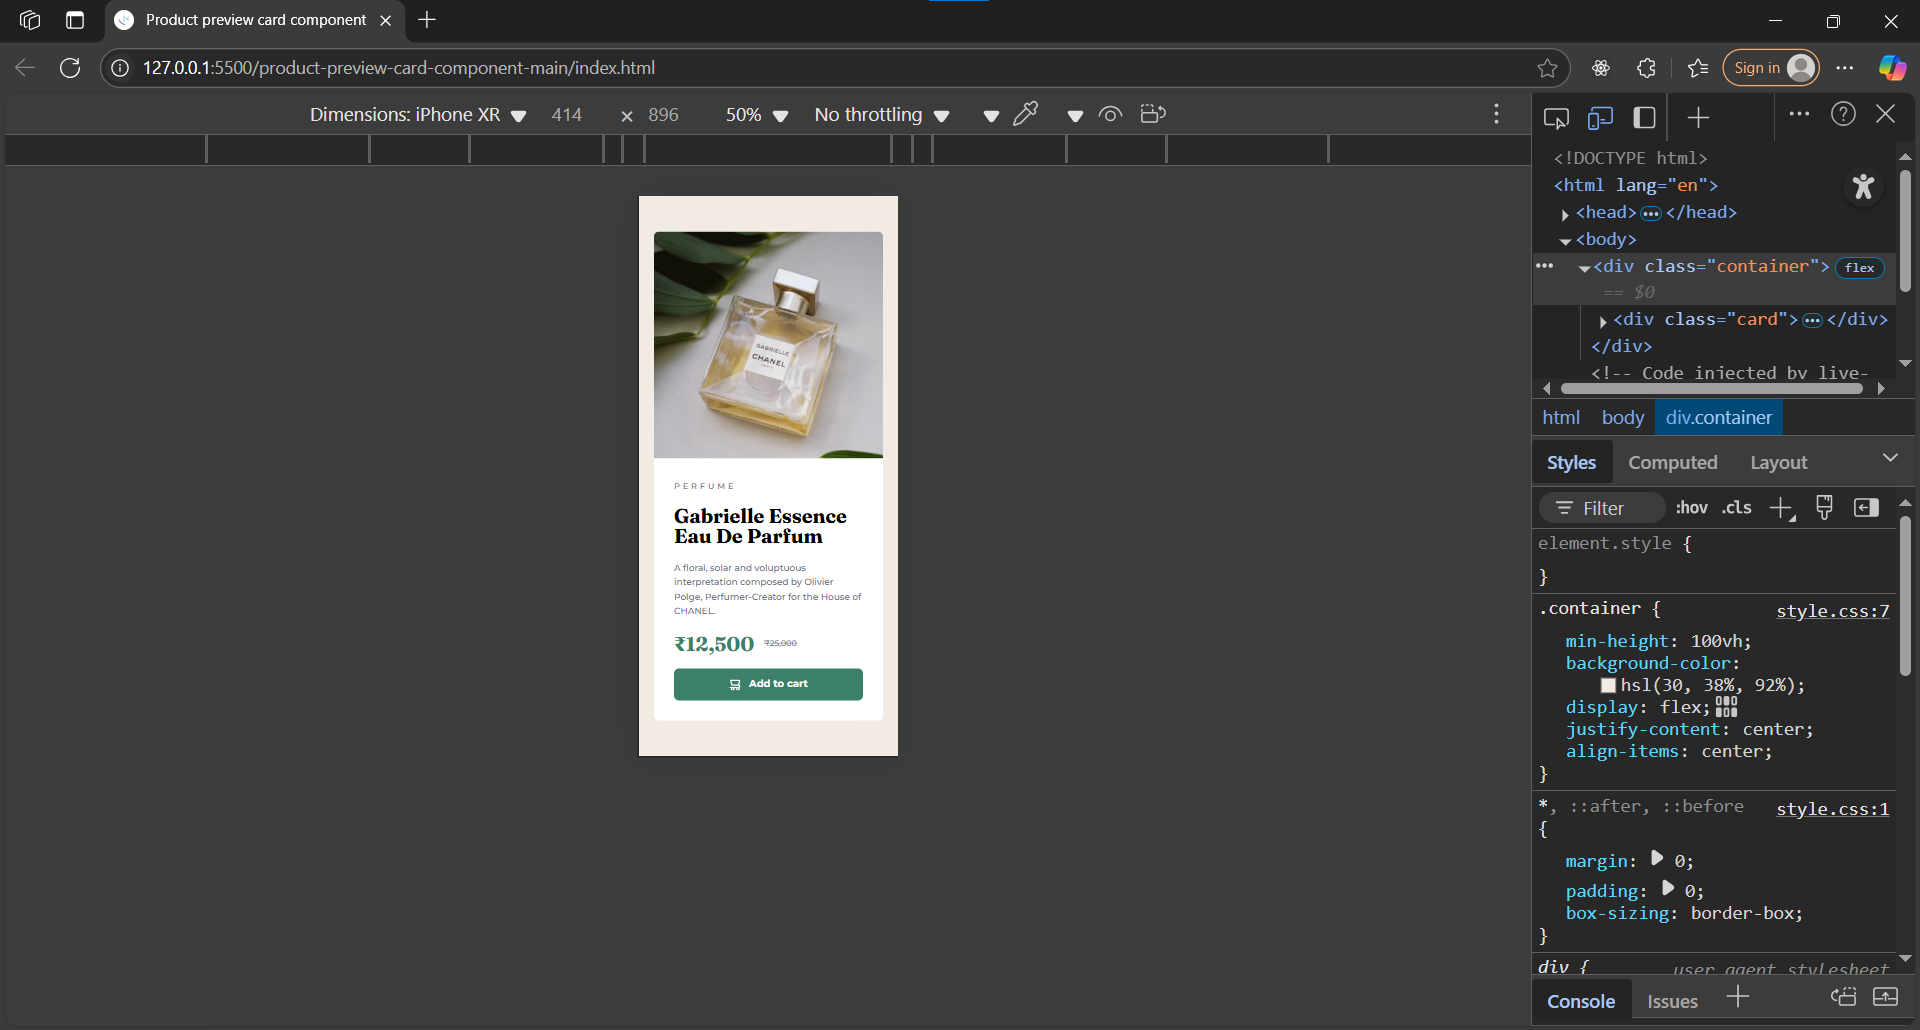 Product preview card component
127.0.0.1:5500/product-preview-card-component-main/index.html
Sign in
Dimensions: iPhone XR 414 × 896 50% No throttling
GABRIELLE
CHANEL
PARIS
PERFUME
Gabrielle Essence
Eau De Parfum
A floral, solar and voluptuous
interpretation composed by Olivier
Polge, Perfumer-Creator for the House of
CHANEL.
₹12,500 ₹25,000
Add to cart
<!DOCTYPE html>
<html lang="en">
<head> ••• </head>
<body>
••• <div class="container"> flex
== $0
<div class="card"> ••• </div>
</div>
<!-- Code injected by live-
html body div.container
Styles Computed Layout
Filter :hov .cls
element.style {
}
.container { style.css:7
min-height: 100vh;
background-color:
hsl(30, 38%, 92%);
display: flex;
justify-content: center;
align-items: center;
}
*, ::after, ::before style.css:1
{
margin: 0;
padding: 0;
box-sizing: border-box;
}
div { user agent stylesheet
Console Issues